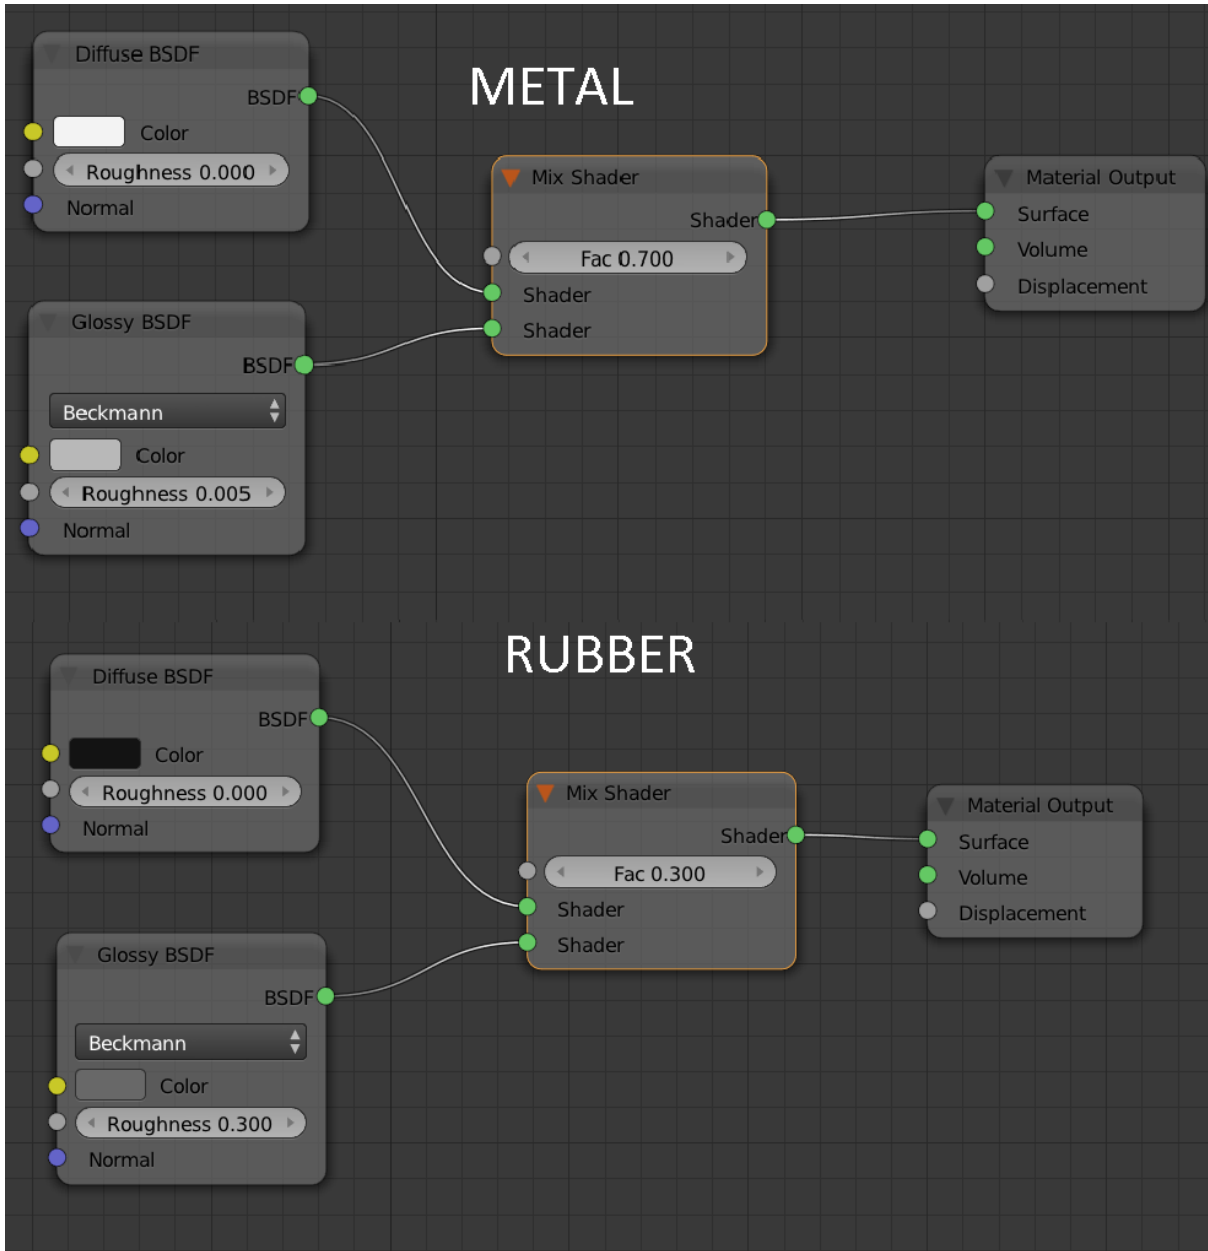 METAL
Diffuse BSDF
BSDF
Color
Roughness 0.000
Normal
Glossy BSDF
BSDF
Beckmann
Color
Roughness 0.005
Normal
Mix Shader
Shader
Fac 0.700
Shader
Shader
Material Output
Surface
Volume
Displacement
RUBBER
Diffuse BSDF
BSDF
Color
Roughness 0.000
Normal
Glossy BSDF
BSDF
Beckmann
Color
Roughness 0.300
Normal
Mix Shader
Shader
Fac 0.300
Shader
Shader
Material Output
Surface
Volume
Displacement